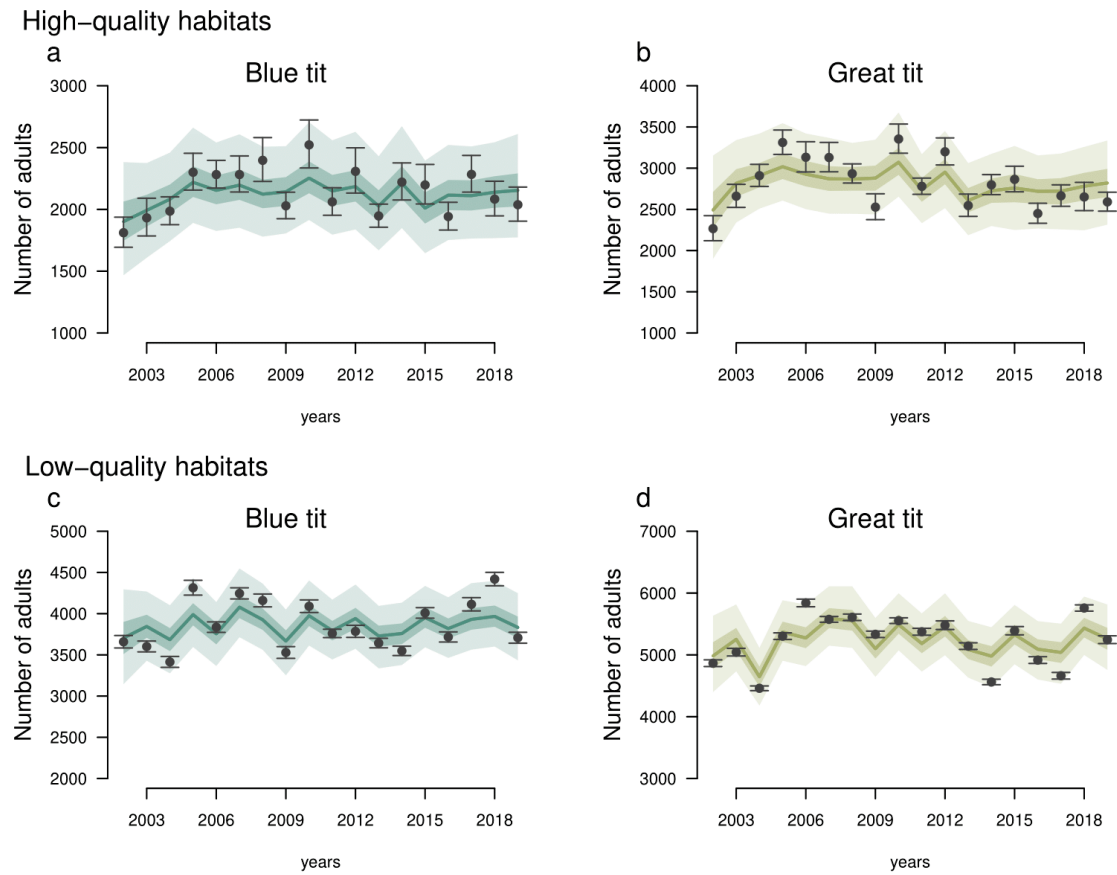 High−quality habitats
a
Blue tit
Number of adults
3000
2500
2000
1500
1000
2003 2006 2009 2012 2015 2018
years
b
Great tit
Number of adults
4000
3500
3000
2500
2000
1500
1000
2003 2006 2009 2012 2015 2018
years
Low−quality habitats
c
Blue tit
Number of adults
5000
4500
4000
3500
3000
2500
2000
2003 2006 2009 2012 2015 2018
years
d
Great tit
Number of adults
7000
6000
5000
4000
3000
2003 2006 2009 2012 2015 2018
years